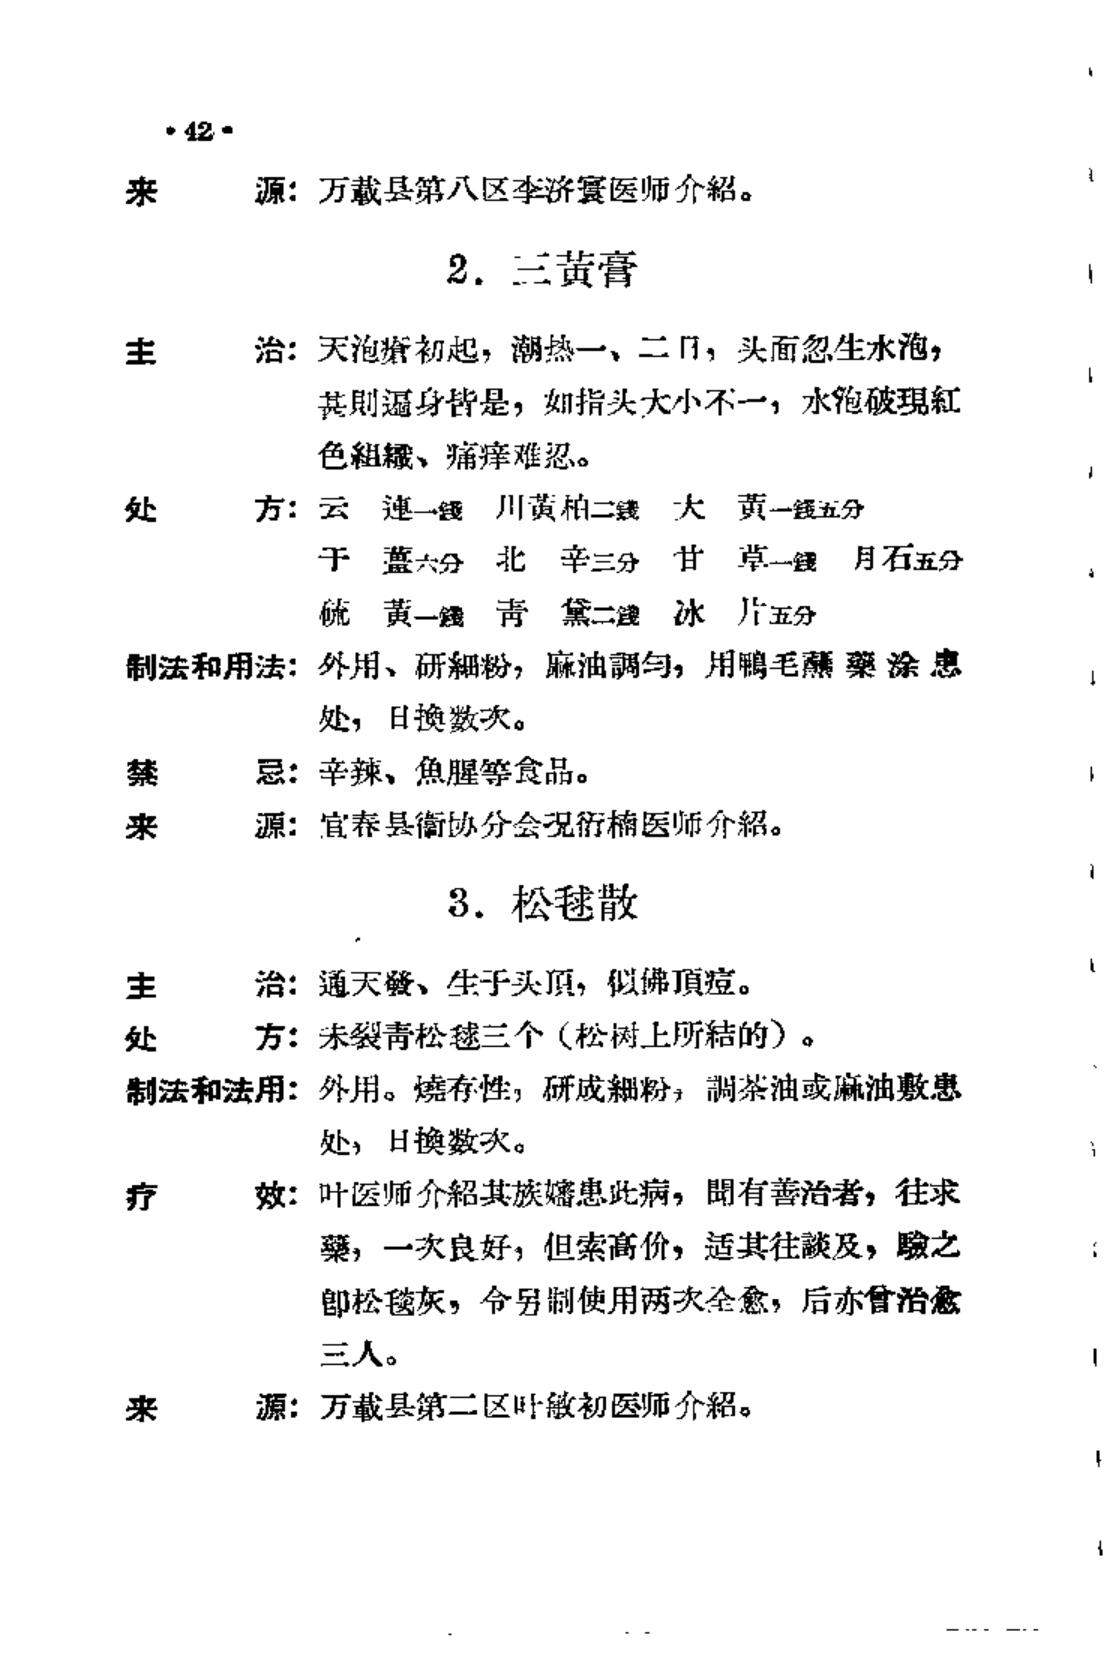 •42•
来　　源：万載县第八区李济寰医师介紹。
2．三黃膏
主　　治：天泡瘡初起，潮热一、二日，头面忽生水泡，
甚則遍身皆是，如指头大小不一，水泡破現紅
色組織、痛痒难忍。
处　　方：云　連一錢　川黃柏二錢　大　黃一錢五分
干　薑六分　北　辛三分　甘　草一錢　月石五分
硫　黃一錢　靑　黛二錢　冰　片五分
制法和用法：外用、研細粉，麻油調匀，用鴨毛蘸藥涂患
处，日換数次。
禁　　忌：辛辣、魚腥等食品。
来　　源：宜春县衞协分会况衍楠医师介紹。
3．松毬散
主　　治：通天發、生于头頂，似佛頂痘。
处　　方：未裂靑松毬三个（松树上所結的）。
制法和法用：外用。燒存性，研成細粉，調茶油或麻油敷患
处，日換数次。
疗　　效：叶医师介紹其族嬸患此病，聞有善治者，往求
藥，一次良好，但索高价，适其往談及，驗之
卽松毬灰，令另制使用两次全愈，后亦曾治愈
三人。
来　　源：万載县第二区叶敏初医师介紹。